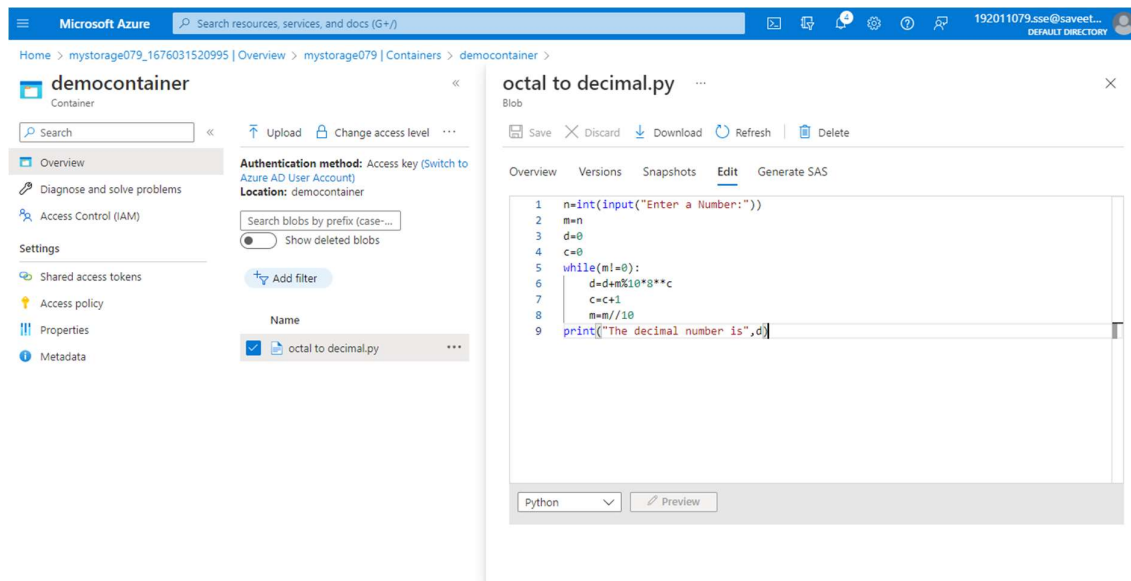 Microsoft Azure
Search resources, services, and docs (G+/)
4
192011079.sse@saveet...
DEFAULT DIRECTORY
Home > mystorage079_1676031520995 | Overview > mystorage079 | Containers > democontainer >
democontainer
Container
«
Search
«
Overview
Diagnose and solve problems
Access Control (IAM)
Settings
Shared access tokens
Access policy
Properties
Metadata
Upload Change access level ...
Authentication method: Access key (Switch to
Azure AD User Account)
Location: democontainer
Search blobs by prefix (case-...
Show deleted blobs
Add filter
Name
octal to decimal.py ...
octal to decimal.py ...
Blob
Save Discard Download Refresh Delete
Overview Versions Snapshots Edit Generate SAS
1 n=int(input("Enter a Number:"))
2 m=n
3 d=0
4 c=0
5 while(m!=0):
6 d=d+m%10*8**c
7 c=c+1
8 m=m//10
9 print("The decimal number is",d)
Python Preview